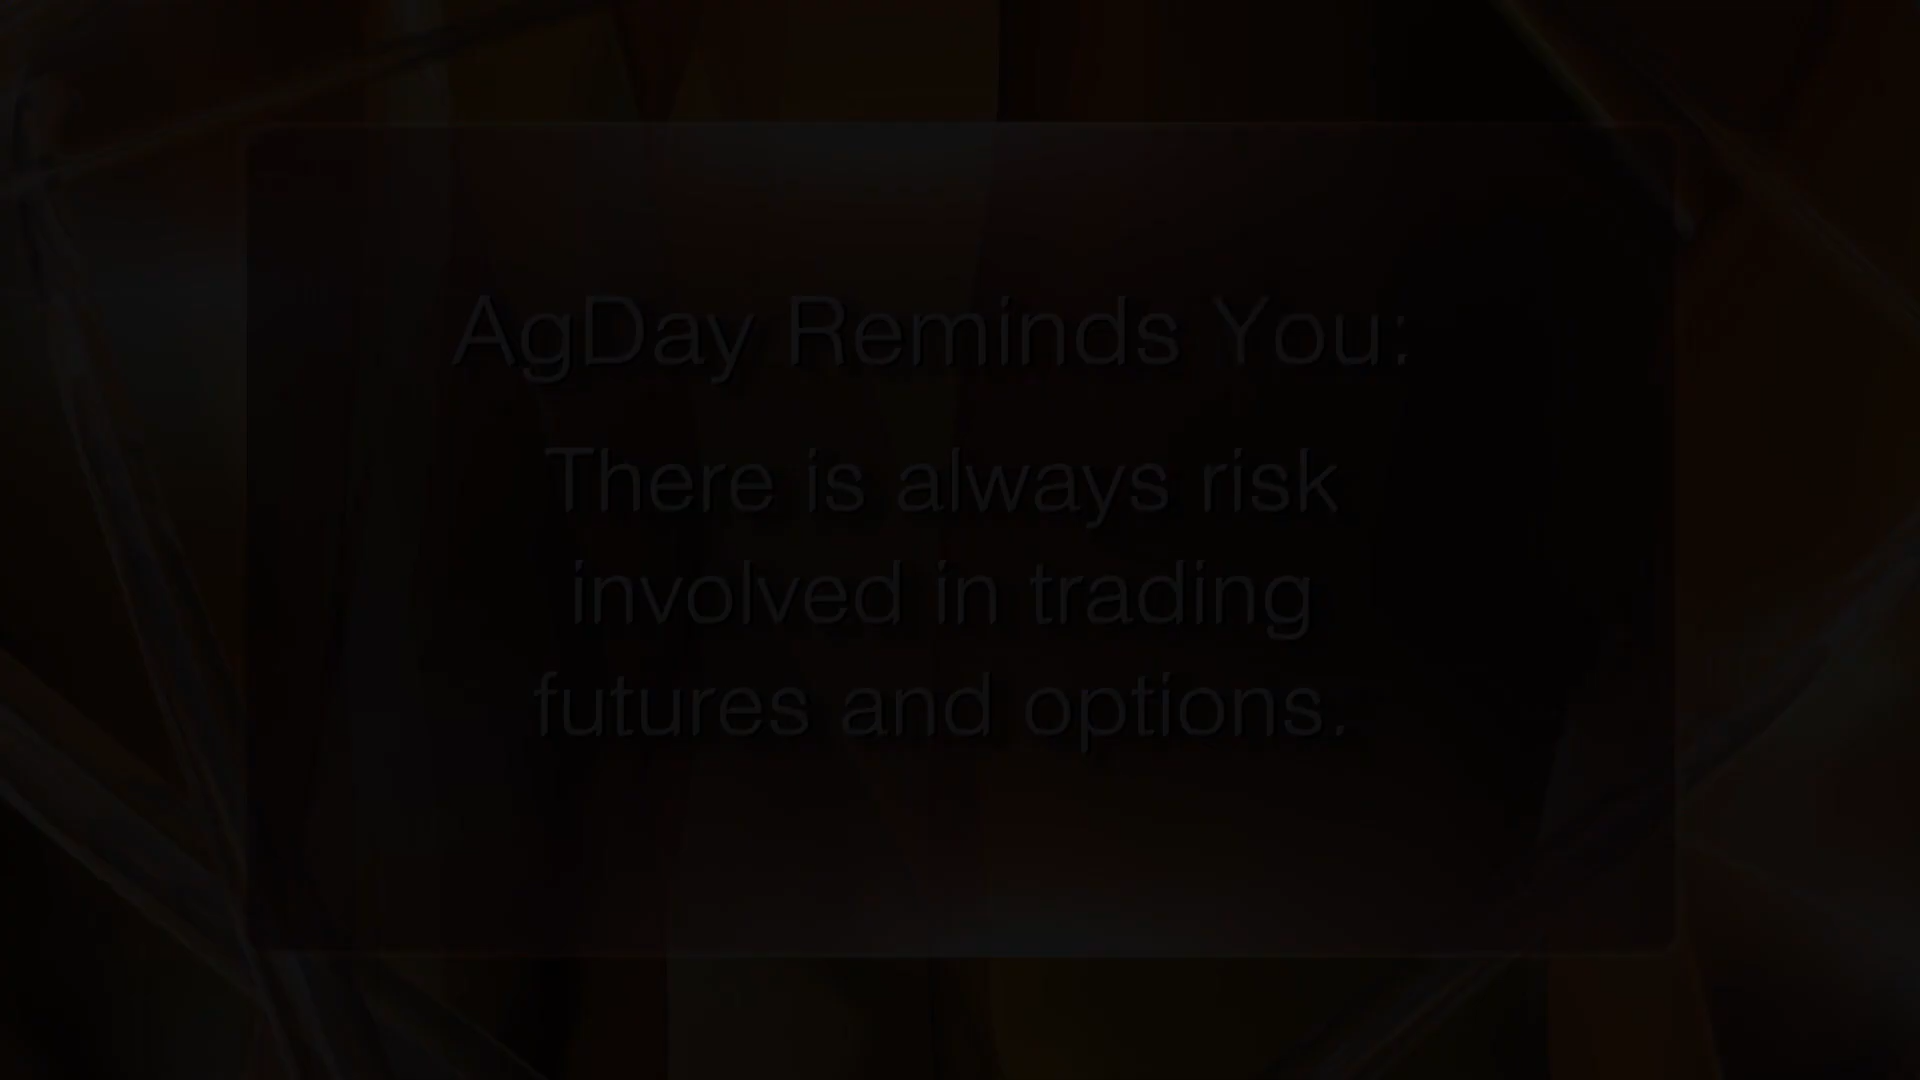 AgDay Reminds You:
There is always risk
involved in trading
futures and options.